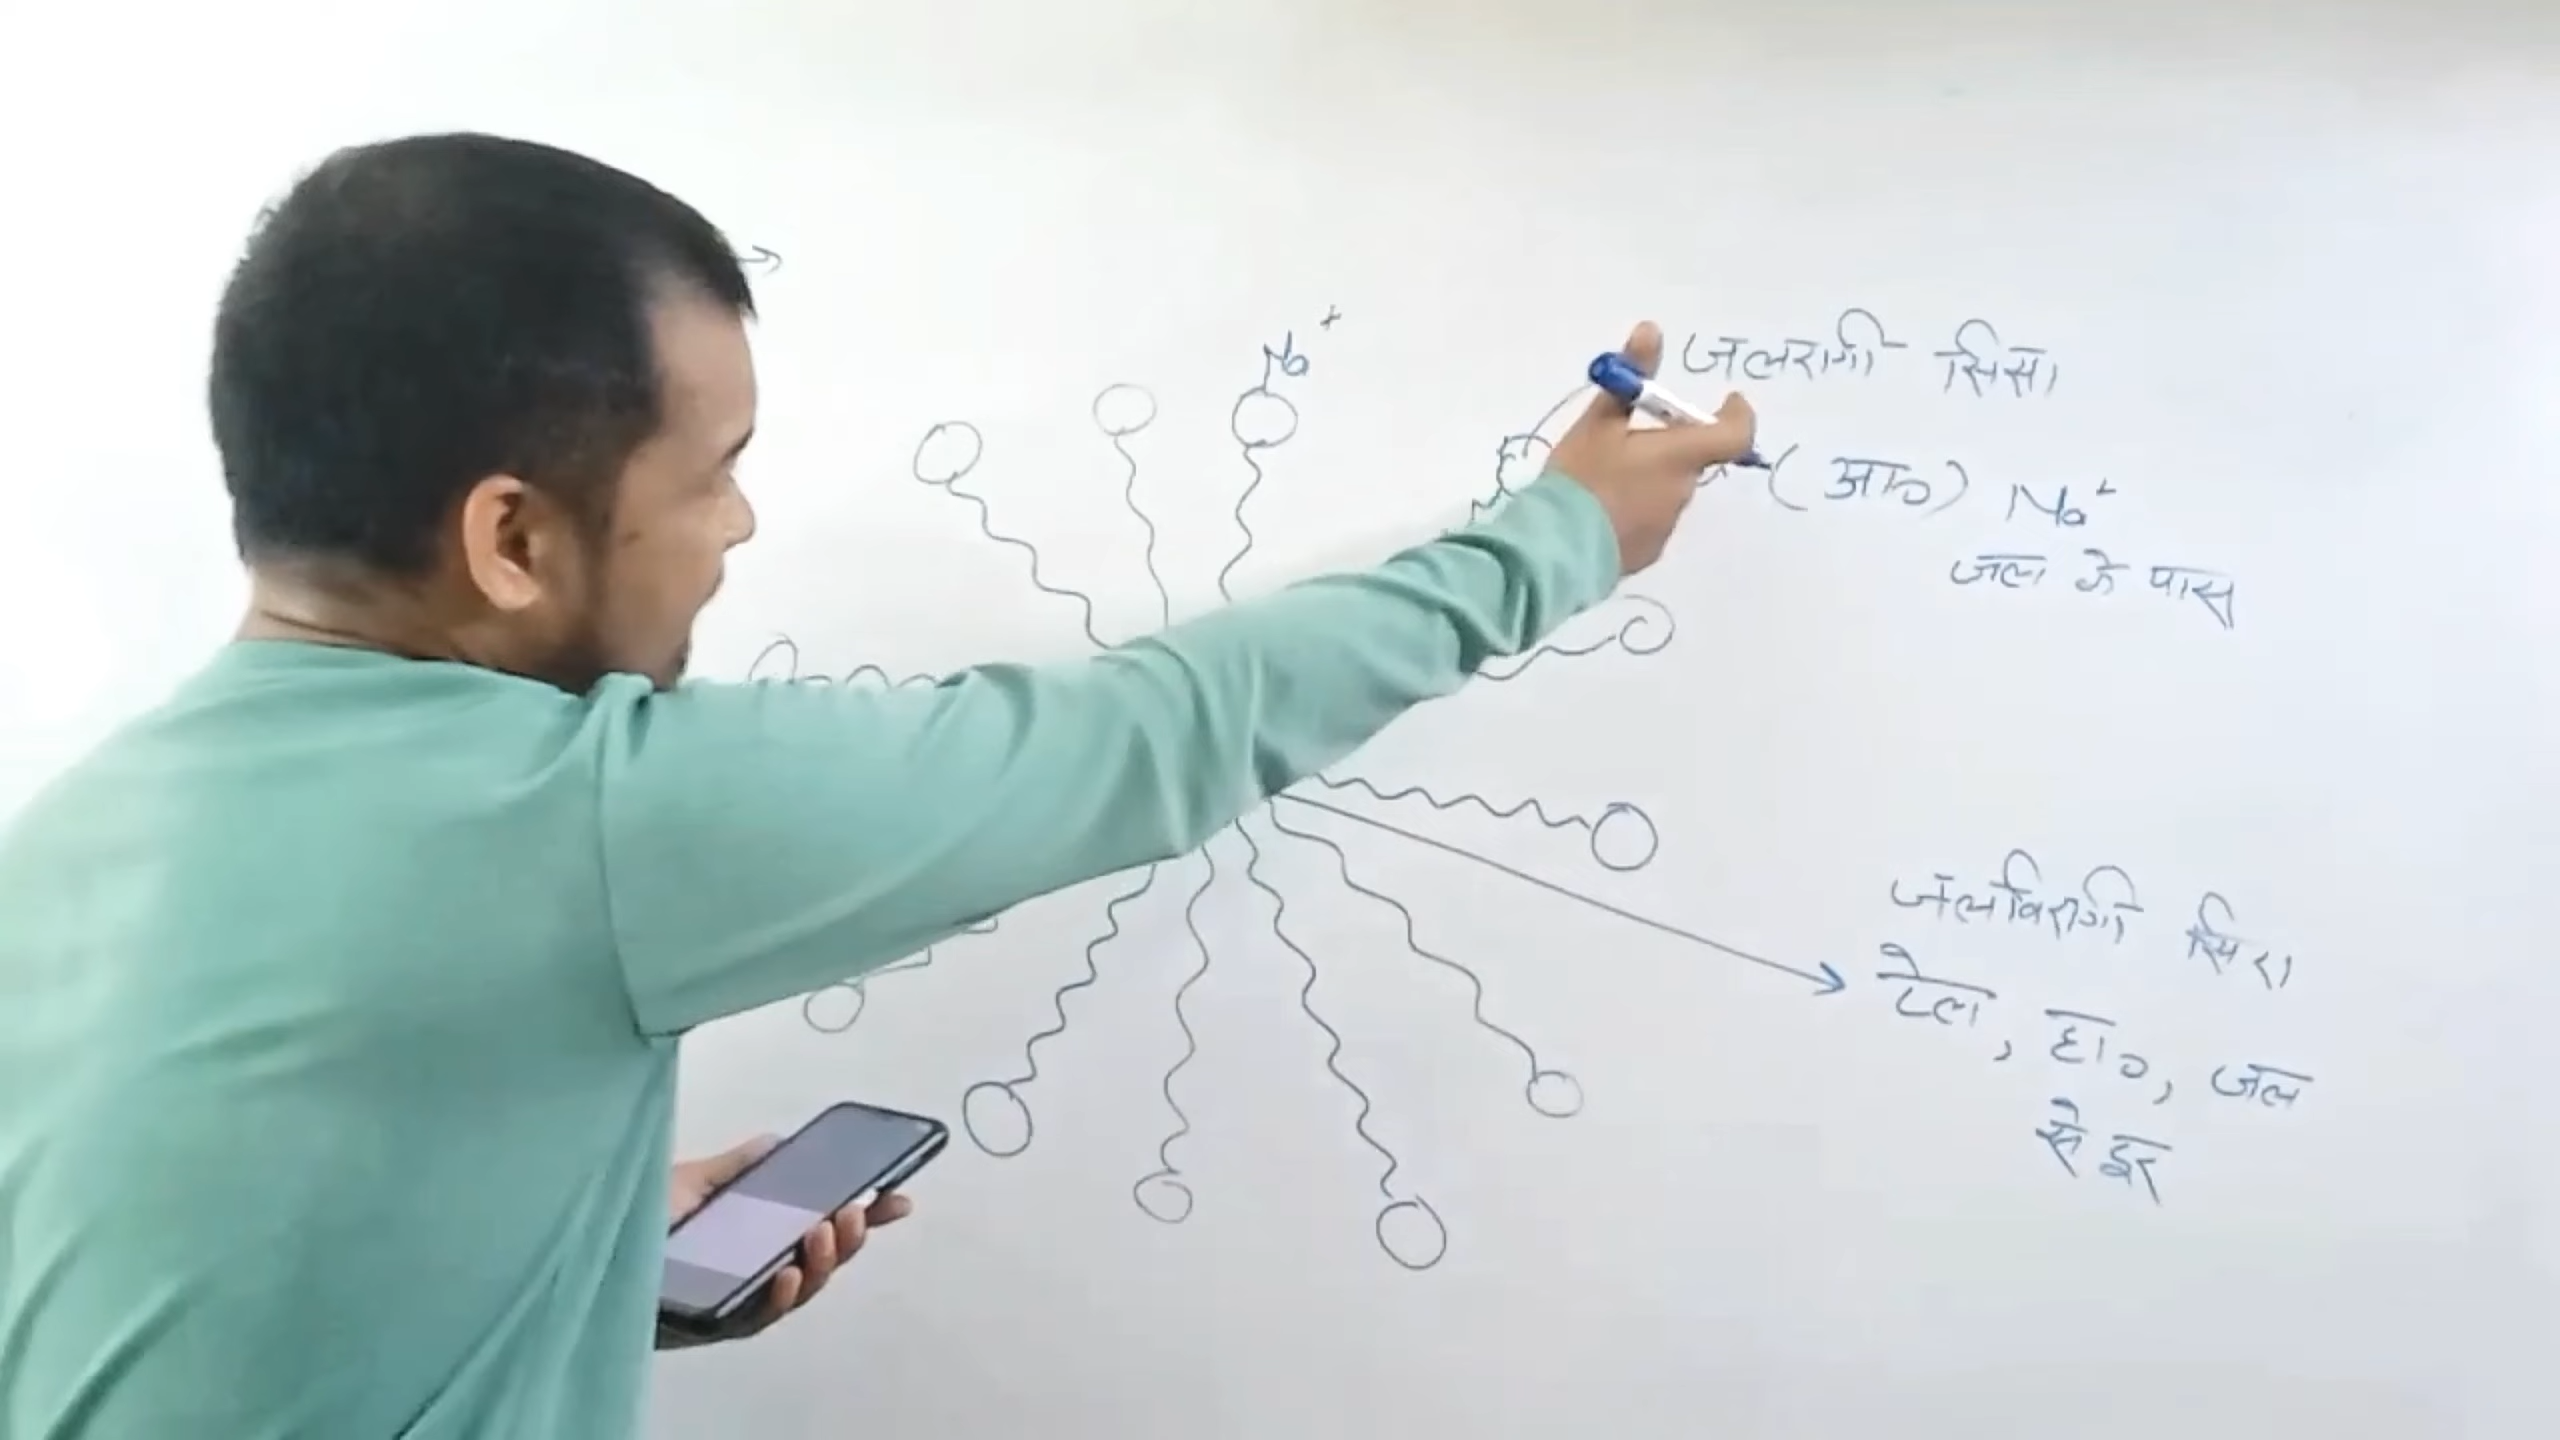 Na+
जलरागी सिसा
(आ०) Na+
जल के पास
जलविरागी सिरा
टेल, हा०, जल
से दूर